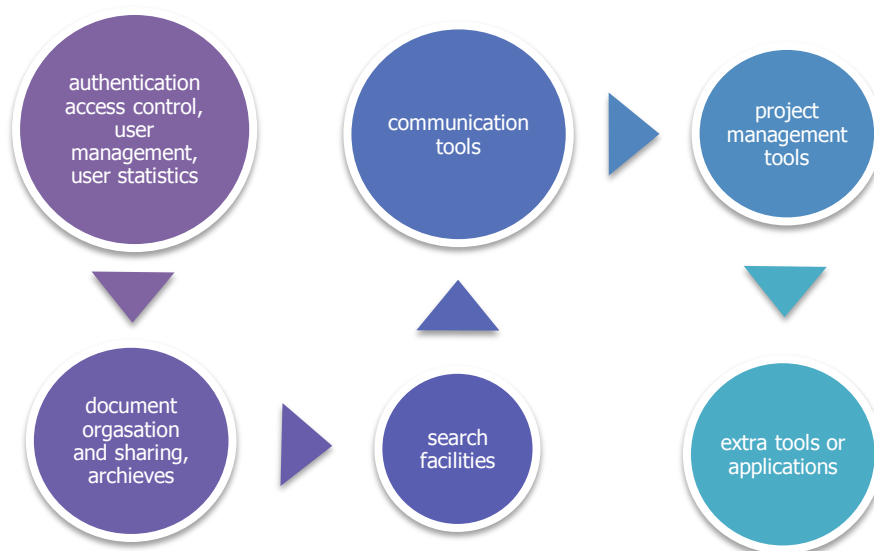 authentication
access control,
user
management,
user statistics
document
orgasation
and sharing,
archieves
search
facilities
communication
tools
project
management
tools
extra tools or
applications